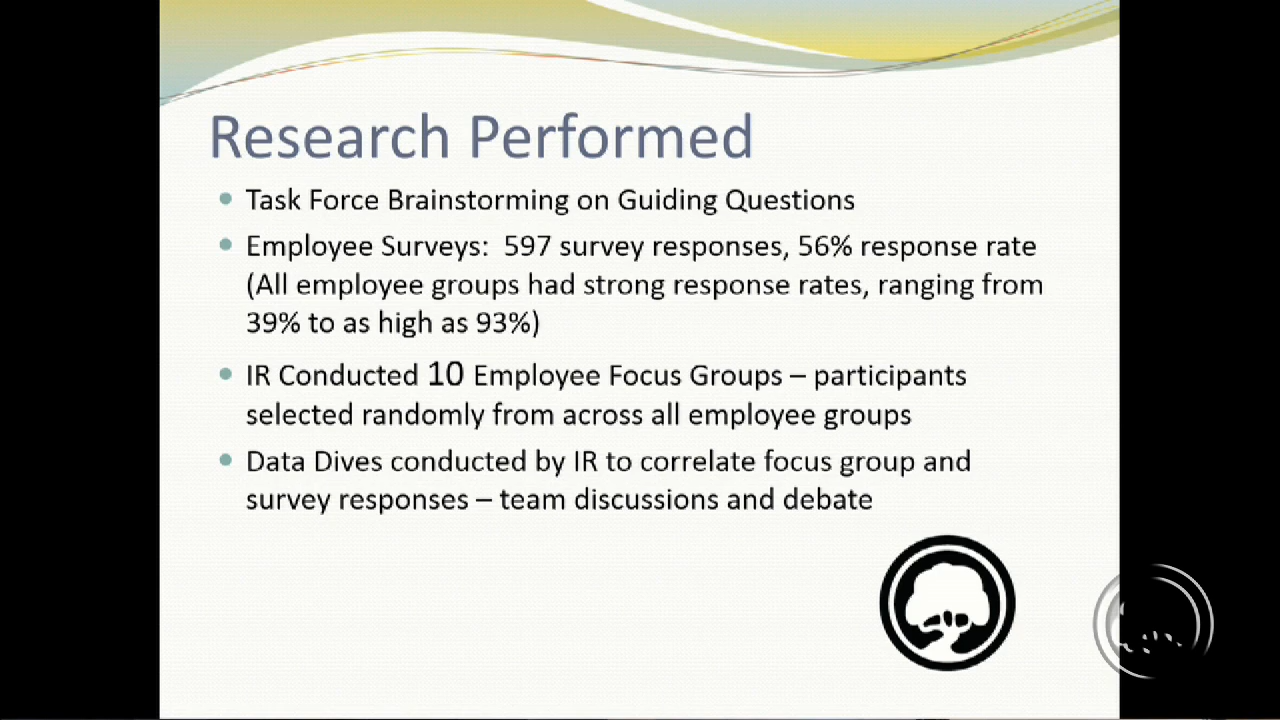 Research Performed
• Task Force Brainstorming on Guiding Questions
• Employee Surveys:  597 survey responses, 56% response rate
(All employee groups had strong response rates, ranging from
39% to as high as 93%)
• IR Conducted 10 Employee Focus Groups – participants
selected randomly from across all employee groups
• Data Dives conducted by IR to correlate focus group and
survey responses – team discussions and debate